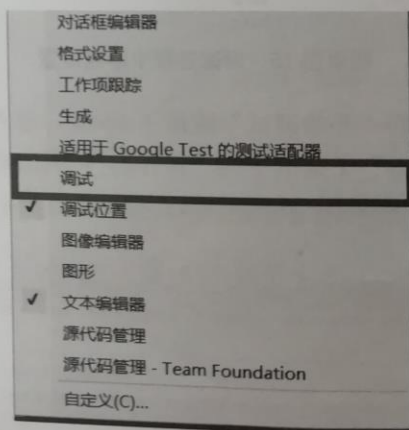 对话框编辑器
格式设置
工作项跟踪
生成
适用于 Google Test 的测试适配器
调试
✓ 调试位置
图像编辑器
图形
✓ 文本编辑器
源代码管理
源代码管理 - Team Foundation
自定义(C)...